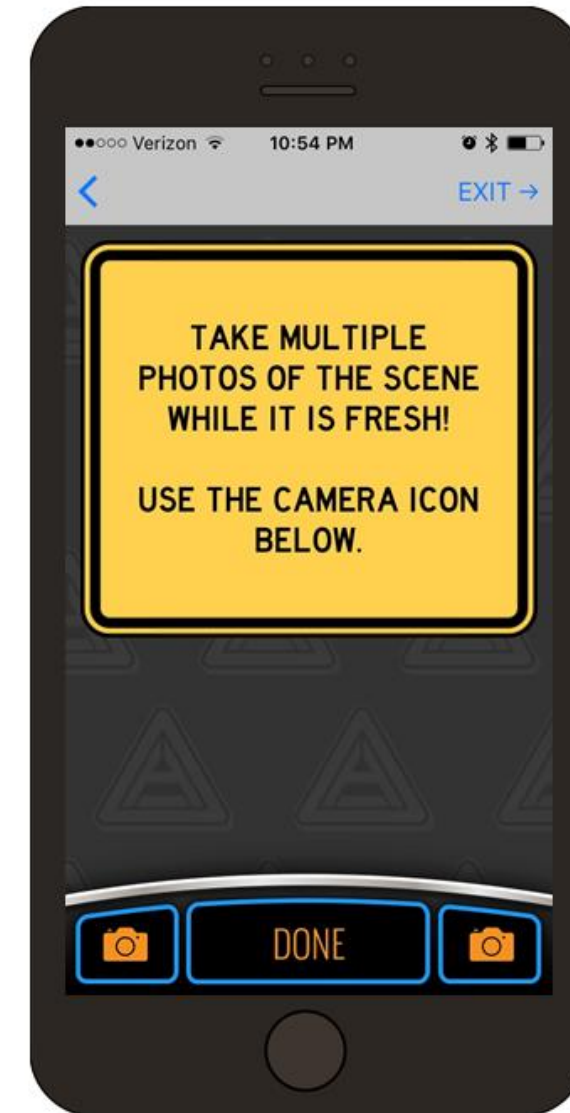 ●●○○○ Verizon 10:54 PM
EXIT →
TAKE MULTIPLE
PHOTOS OF THE SCENE
WHILE IT IS FRESH!
USE THE CAMERA ICON
BELOW.
DONE